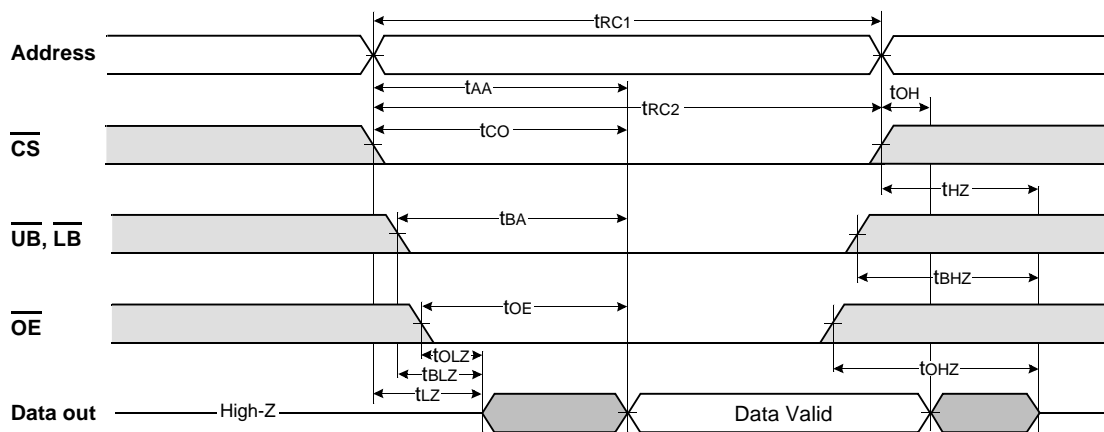 tRC1
Address
tAA
tOH
tRC2
CS
tCO
tHZ
UB, LB
tBA
tBHZ
OE
tOE
tOLZ
tOHZ
tBLZ
tLZ
Data out
High-Z
Data Valid